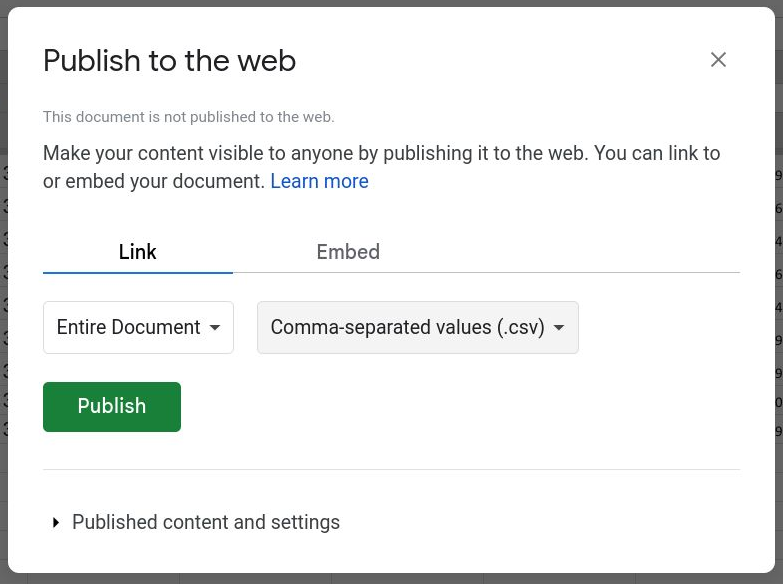 Publish to the web
This document is not published to the web.
Make your content visible to anyone by publishing it to the web. You can link to
or embed your document. Learn more
Link Embed
Entire Document Comma-separated values (.csv)
Publish
Published content and settings